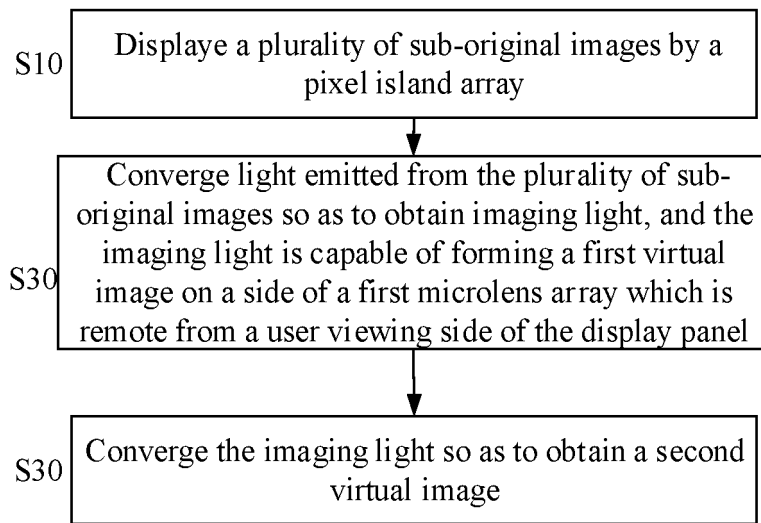 S10
Displaye a plurality of sub-original images by a
pixel island array
S30
Converge light emitted from the plurality of sub-
original images so as to obtain imaging light, and the
imaging light is capable of forming a first virtual
image on a side of a first microlens array which is
remote from a user viewing side of the display panel
S30
Converge the imaging light so as to obtain a second
virtual image